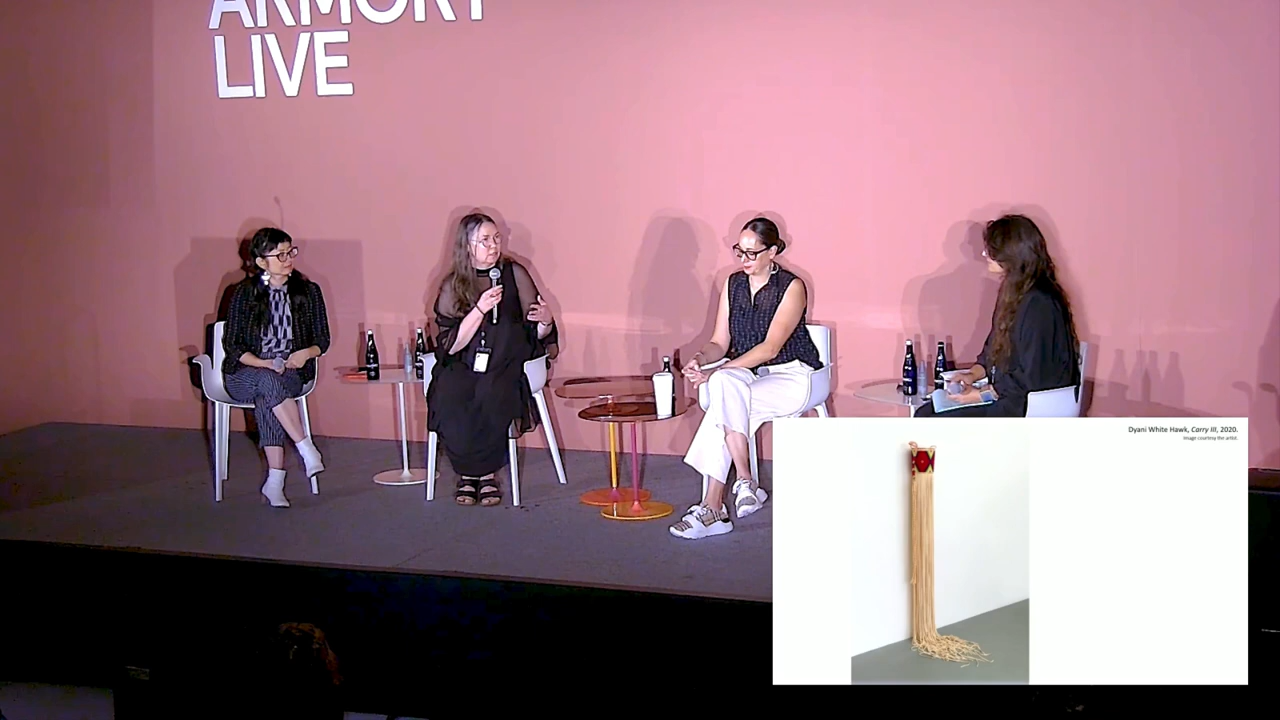 ARMORY
LIVE
Dyani White Hawk, Carry III, 2020.
Image courtesy the artist.